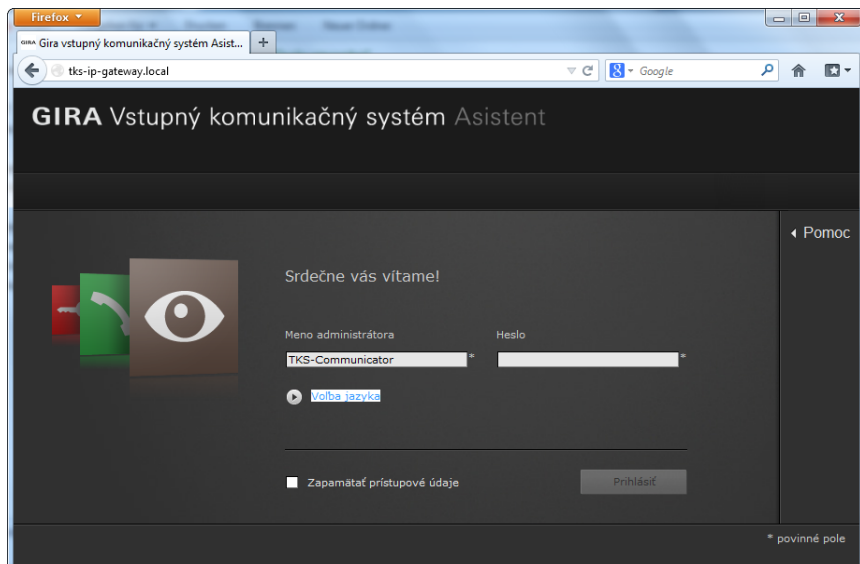 Firefox
GIRA Gira vstupný komunikačný systém Asist...
tks-ip-gateway.local
Google
GIRA Vstupný komunikačný systém Asistent
Pomoc
Srdečne vás vítame!
Meno administrátora Heslo
TKS-Communicator * *
Voľba jazyka
Zapamätať prístupové údaje Prihlásiť
* povinné pole